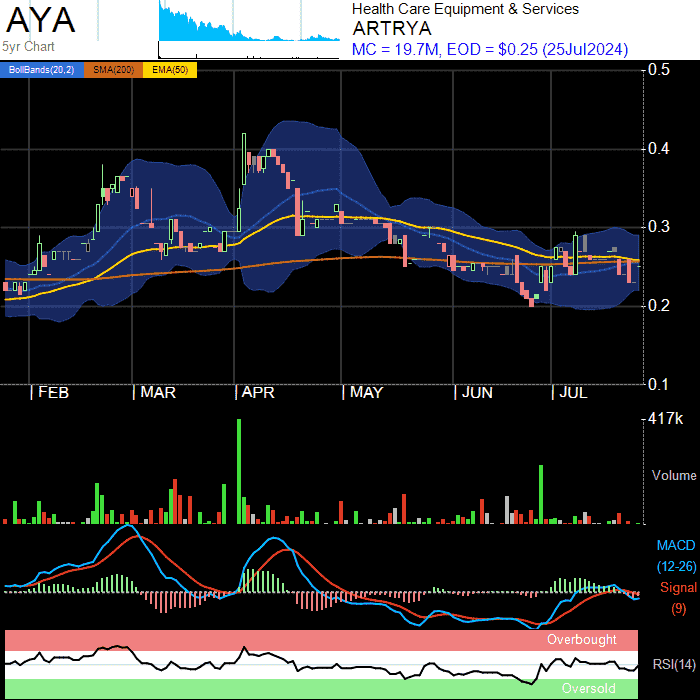 AYA
5yr Chart
Health Care Equipment & Services
ARTRYA
MC = 19.7M, EOD = $0.25 (25Jul2024)
BollBands(20,2) SMA(200) EMA(50)
0.5
0.4
0.3
0.2
0.1
FEB MAR APR MAY JUN JUL
417k
Volume
MACD
(12-26)
Signal
(9)
Overbought
RSI(14)
Oversold